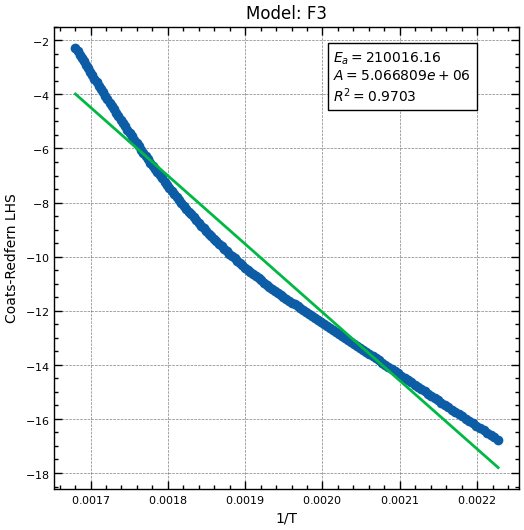 Model: F3
E_a = 210016.16
A = 5.066809e + 06
R² = 0.9703
Coats-Redfern LHS
−2
−4
−6
−8
−10
−12
−14
−16
−18
0.0017 0.0018 0.0019 0.0020 0.0021 0.0022
1/T